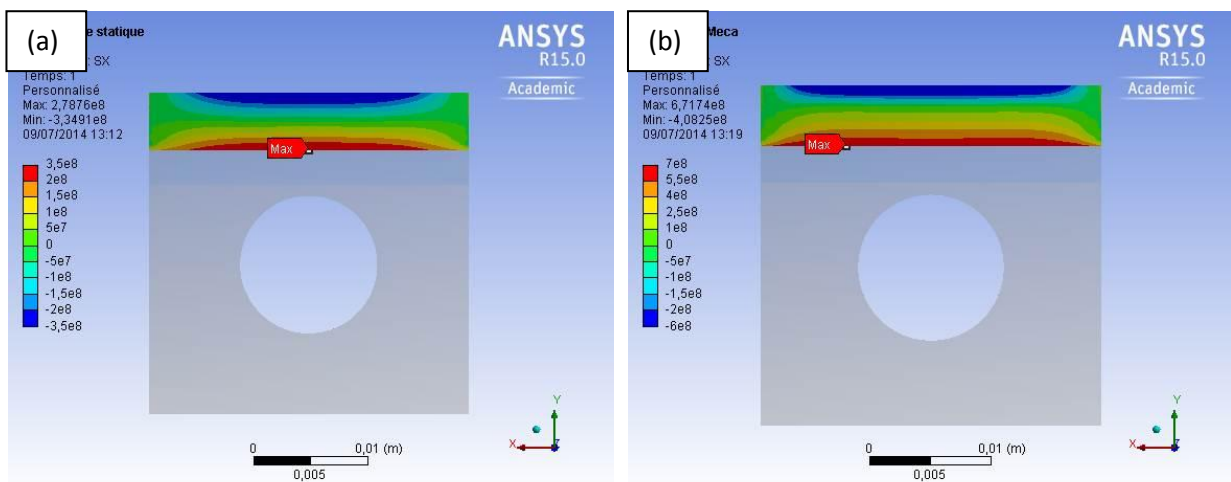 (a)
e statique
: SX
Temps: 1
Personnalisé
Max: 2,7876e8
Min: -3,3491e8
09/07/2014 13:12
3,5e8
2e8
1,5e8
1e8
5e7
0
-5e7
-1e8
-1,5e8
-2e8
-3,5e8
ANSYS
R15.0
Academic
Max
Y
X
Z
0
0,01 (m)
0,005
(b)
Meca
: SX
Temps: 1
Personnalisé
Max: 6,7174e8
Min: -4,0825e8
09/07/2014 13:19
7e8
5,5e8
4e8
2,5e8
1e8
0
-5e7
-1e8
-1,5e8
-2e8
-6e8
ANSYS
R15.0
Academic
Max
Y
X
Z
0
0,01 (m)
0,005